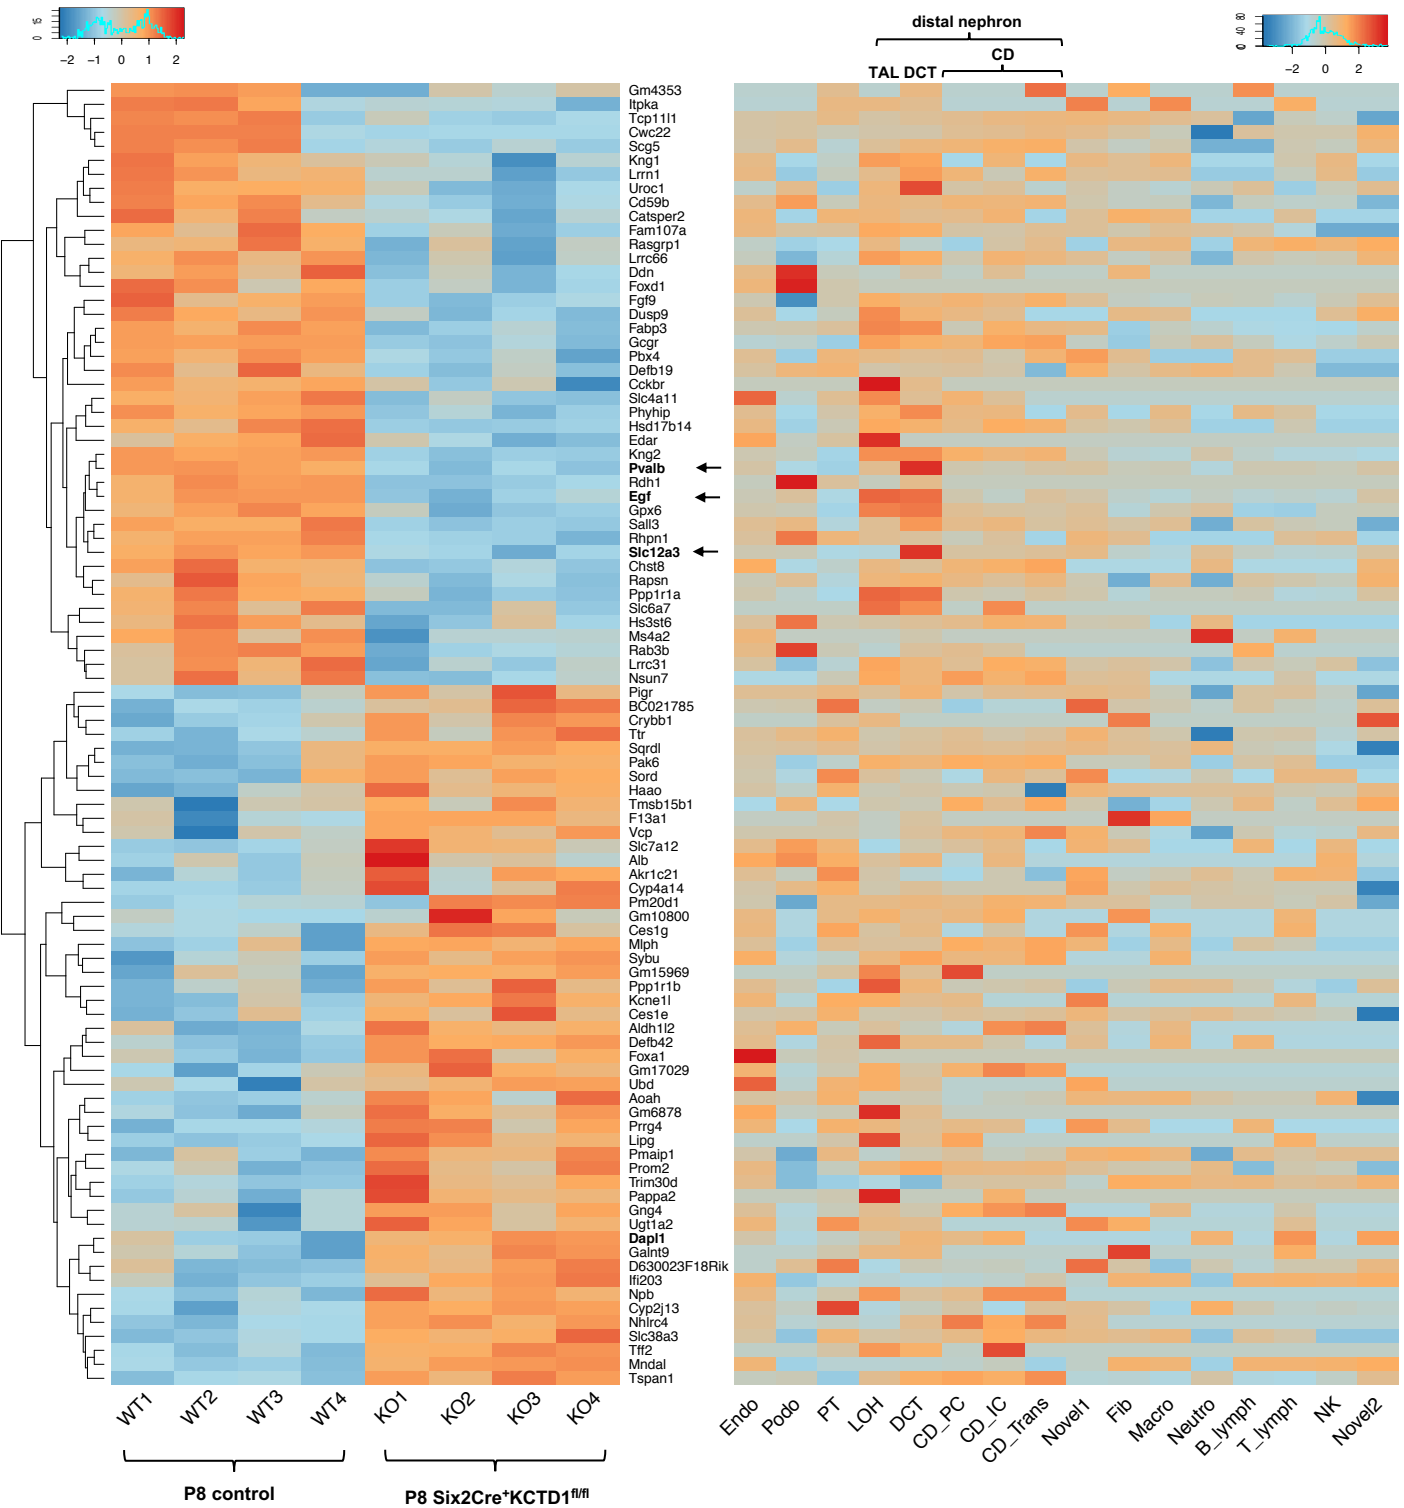 distal nephron
CD
TAL DCT
0 15
−2 −1 0 1 2
0 40 80
−2 0 2
Gm4353
Itpka
Tcp11l1
Cwc22
Scg5
Kng1
Lrrn1
Uroc1
Cd59b
Catsper2
Fam107a
Rasgrp1
Lrrc66
Ddn
Foxd1
Fgf9
Dusp9
Fabp3
Gcgr
Pbx4
Defb19
Cckbr
Slc4a11
Phyhip
Hsd17b14
Edar
Kng2
Pvalb
Rdh1
Egf
Gpx6
Sall3
Rhpn1
Slc12a3
Chst8
Rapsn
Ppp1r1a
Slc6a7
Hs3st6
Ms4a2
Rab3b
Lrrc31
Nsun7
Pigr
BC021785
Crybb1
Ttr
Sqrdl
Pak6
Sord
Haao
Tmsb15b1
F13a1
Vcp
Slc7a12
Alb
Akr1c21
Cyp4a14
Pm20d1
Gm10800
Ces1g
Mlph
Sybu
Gm15969
Ppp1r1b
Kcne1l
Ces1e
Aldh1l2
Defb42
Foxa1
Gm17029
Ubd
Aoah
Gm6878
Prrg4
Lipg
Pmaip1
Prom2
Trim30d
Pappa2
Gng4
Ugt1a2
Dapl1
Galnt9
D630023F18Rik
Ifi203
Npb
Cyp2j13
Nhlrc4
Slc38a3
Tff2
Mndal
Tspan1
WT1 WT2 WT3 WT4 KO1 KO2 KO3 KO4
Endo Podo PT LOH DCT CD_PC CD_IC CD_Trans Novel1 Fib Macro Neutro B_lymph T_lymph NK Novel2
P8 control
P8 Six2Cre⁺KCTD1ᶠˡ/ᶠˡ